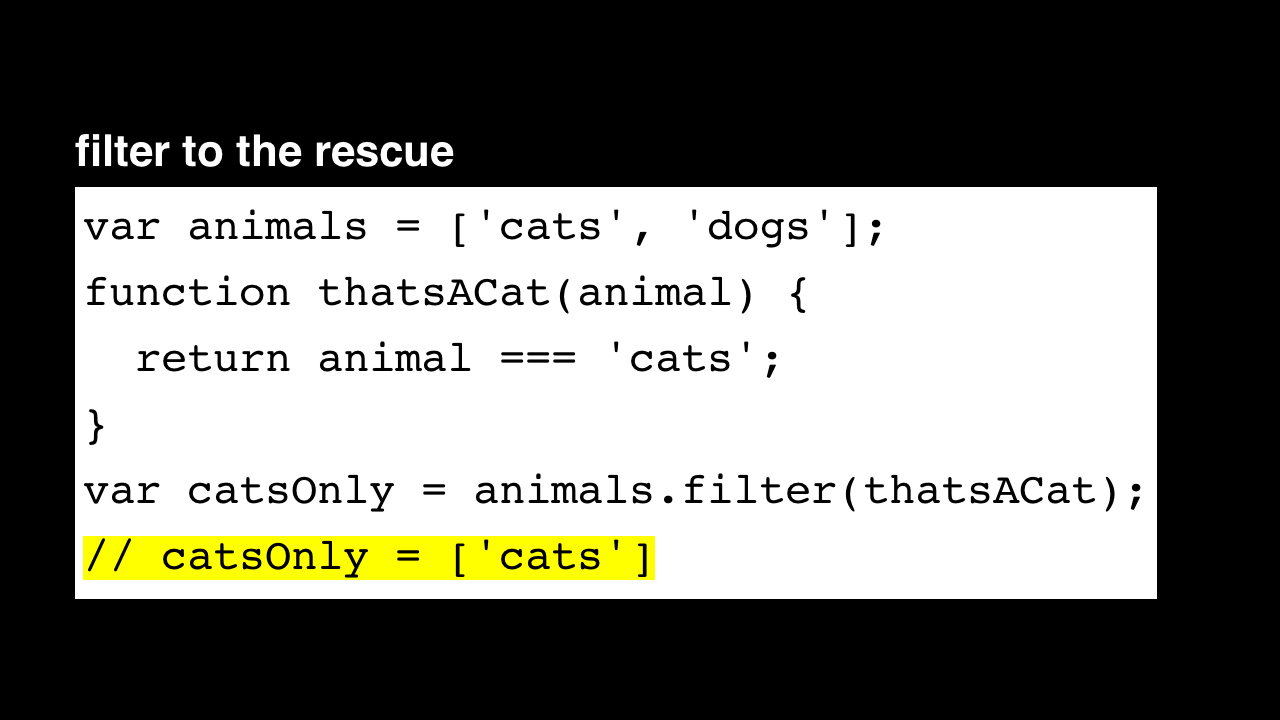 filter to the rescue
var animals = ['cats', 'dogs'];
function thatsACat(animal) {
  return animal === 'cats';
}
var catsOnly = animals.filter(thatsACat);
// catsOnly = ['cats']